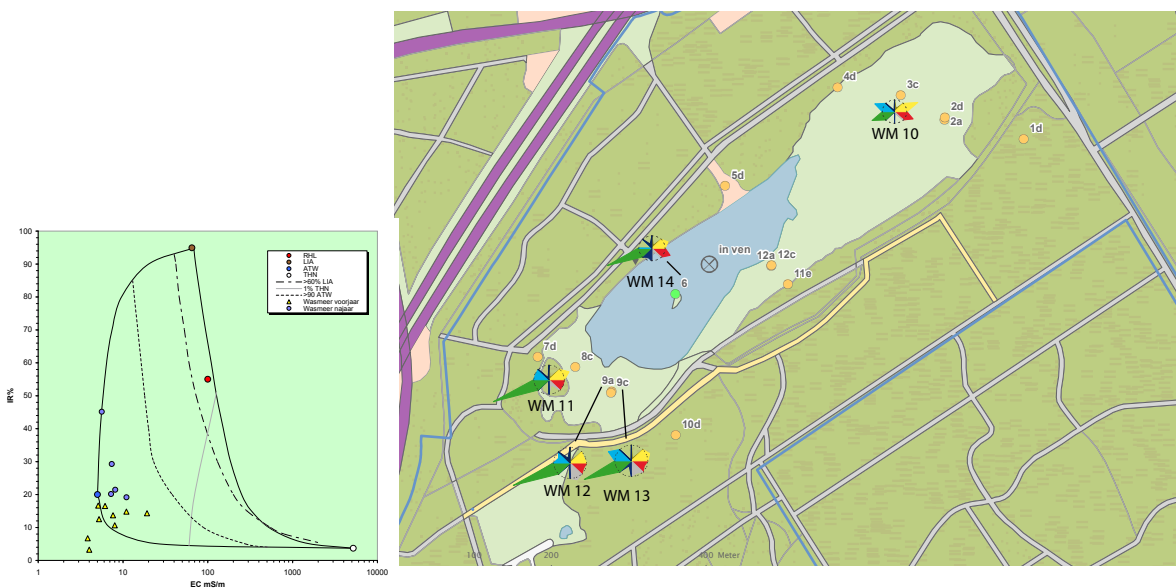 100
90
80
70
60
50
40
30
20
10
0
IR%
1
10
100
1000
10000
EC mS/m
RHL
LIA
ATW
THN
>60% LIA
1% THN
>90 ATW
Wasmeer voorjaar
Wasmeer najaar
4d
3c
2d
2a
1d
WM 10
5d
in ven
12a 12c
11e
WM 14
6
7d
8c
9a 9c
WM 11
10d
WM 12
WM 13
100
200
400 Meter